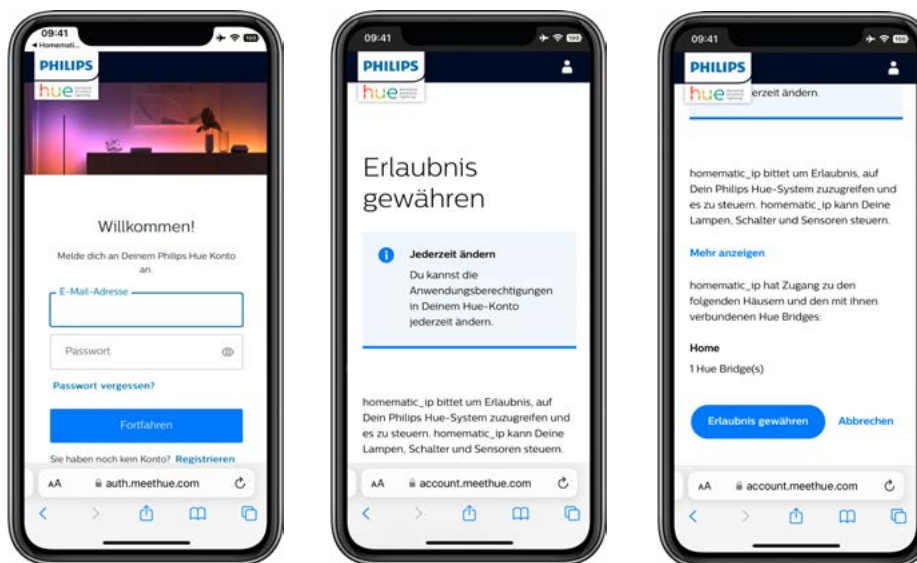 09:41
Homemati...
100
PHILIPS
hue
Willkommen!
Melde dich an Deinem Philips Hue Konto
an.
E-Mail-Adresse
Passwort
Passwort vergessen?
Fortfahren
Sie haben noch kein Konto? Registrieren
AA auth.meethue.com
09:41
100
PHILIPS
hue
Erlaubnis
gewähren
Jederzeit ändern
Du kannst die
Anwendungsberechtigungen
in Deinem Hue-Konto
jederzeit ändern.
homematic_ip bittet um Erlaubnis, auf
Dein Philips Hue-System zuzugreifen und
es zu steuern. homematic_ip kann Deine
Lampen, Schalter und Sensoren steuern.
AA account.meethue.com
09:41
100
PHILIPS
hue
erzeit ändern.
homematic_ip bittet um Erlaubnis, auf
Dein Philips Hue-System zuzugreifen und
es zu steuern. homematic_ip kann Deine
Lampen, Schalter und Sensoren steuern.
Mehr anzeigen
homematic_ip hat Zugang zu den
folgenden Häusern und den mit ihnen
verbundenen Hue Bridges:
Home
1 Hue Bridge(s)
Erlaubnis gewähren Abbrechen
AA account.meethue.com